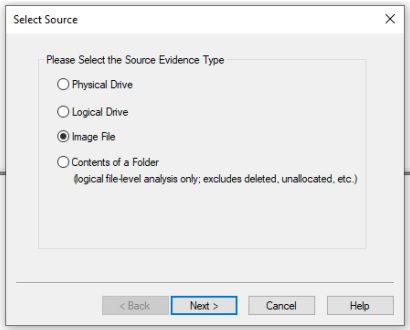 Select Source
Please Select the Source Evidence Type
Physical Drive
Logical Drive
Image File
Contents of a Folder
(logical file-level analysis only; excludes deleted, unallocated, etc.)
< Back Next > Cancel Help